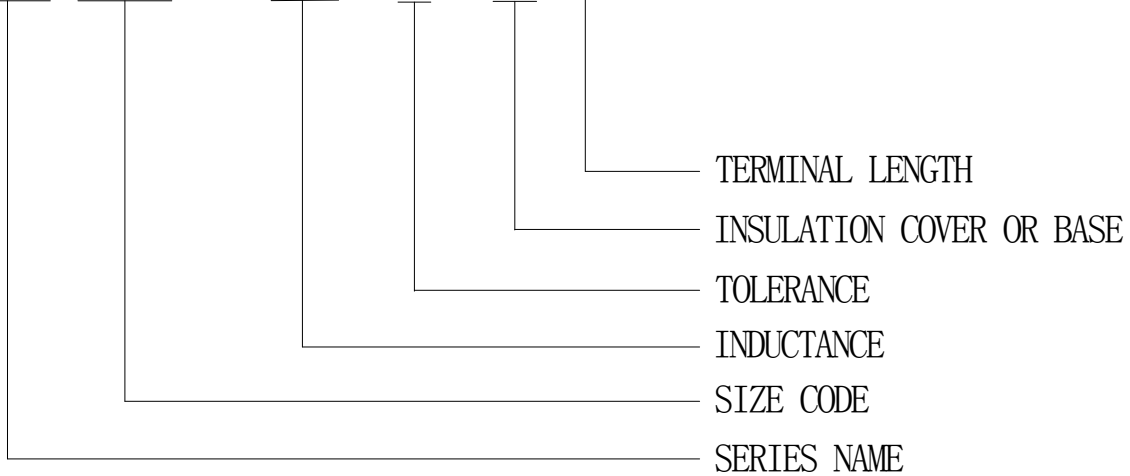 TERMINAL LENGTH
INSULATION COVER OR BASE
TOLERANCE
INDUCTANCE
SIZE CODE
SERIES NAME